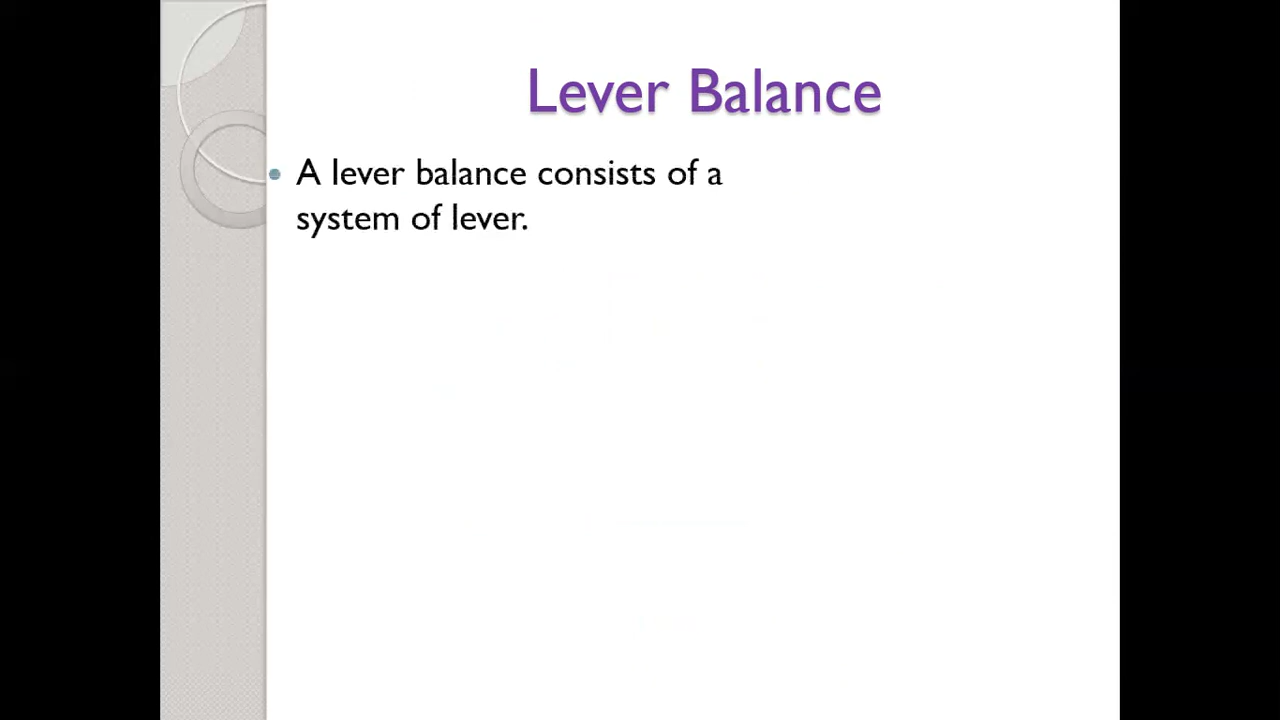 Lever Balance
• A lever balance consists of a
system of lever.